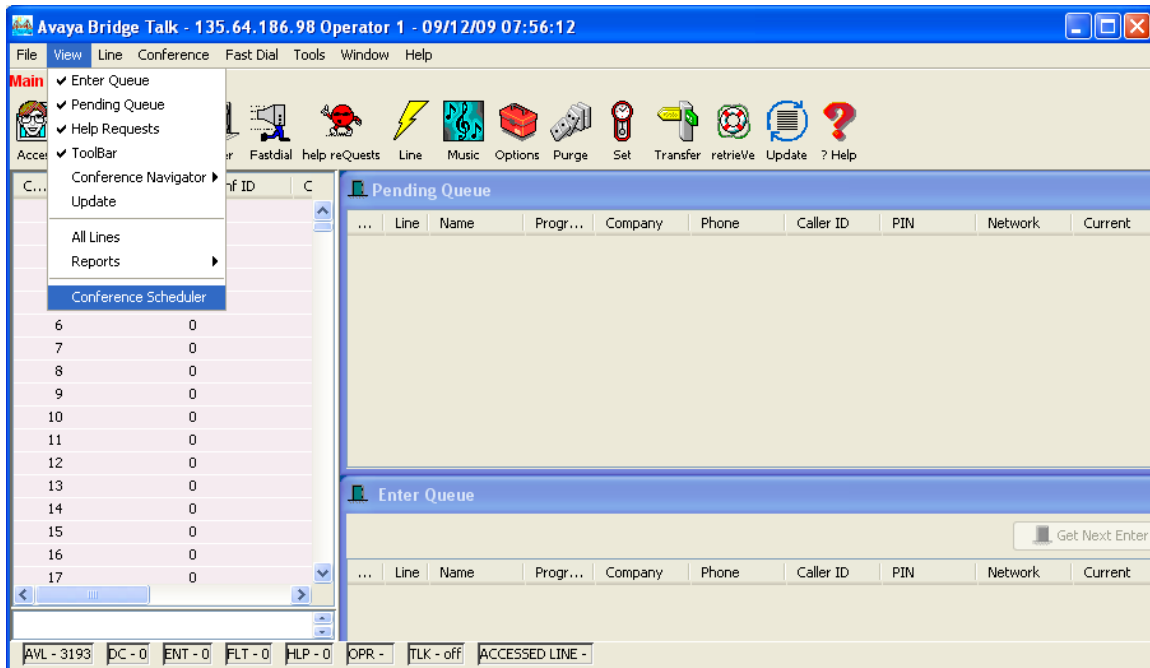 Avaya Bridge Talk - 135.64.186.98 Operator 1 - 09/12/09 07:56:12
File View Line Conference Fast Dial Tools Window Help
Main
Enter Queue
Pending Queue
Help Requests
ToolBar
Conference Navigator
Update
All Lines
Reports
Conference Scheduler
Fastdial help reQuests Line Music Options Purge Set Transfer retrieVe Update ? Help
C... C
Pending Queue
... Line Name Progr... Company Phone Caller ID PIN Network Current
6 0
7 0
8 0
9 0
10 0
11 0
12 0
13 0
14 0
15 0
16 0
17 0
Enter Queue
Get Next Enter
... Line Name Progr... Company Phone Caller ID PIN Network Current
AVL - 3193 DC - 0 ENT - 0 FLT - 0 HLP - 0 OPR - TLK - off ACCESSED LINE -